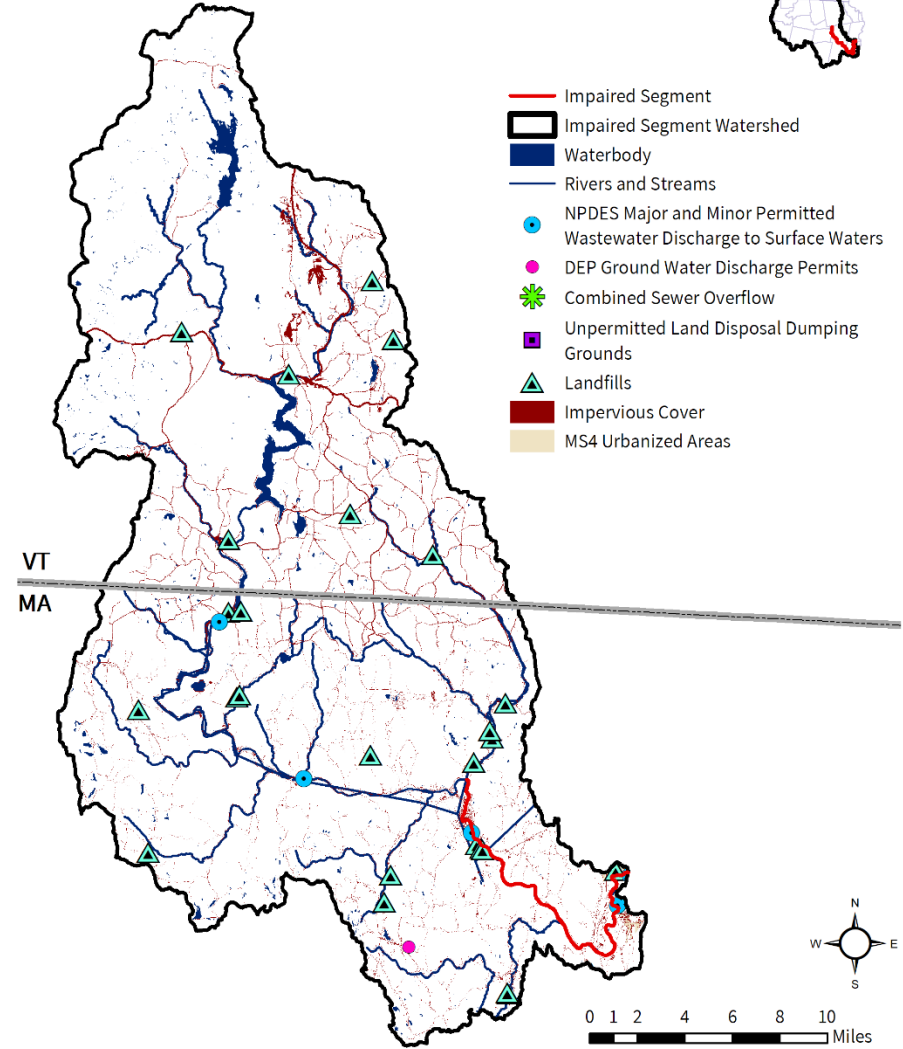 Impaired Segment
Impaired Segment Watershed
Waterbody
Rivers and Streams
NPDES Major and Minor Permitted
Wastewater Discharge to Surface Waters
DEP Ground Water Discharge Permits
Combined Sewer Overflow
Unpermitted Land Disposal Dumping
Grounds
Landfills
Impervious Cover
MS4 Urbanized Areas
VT
MA
N
W E
S
0 1 2 4 6 8 10
Miles